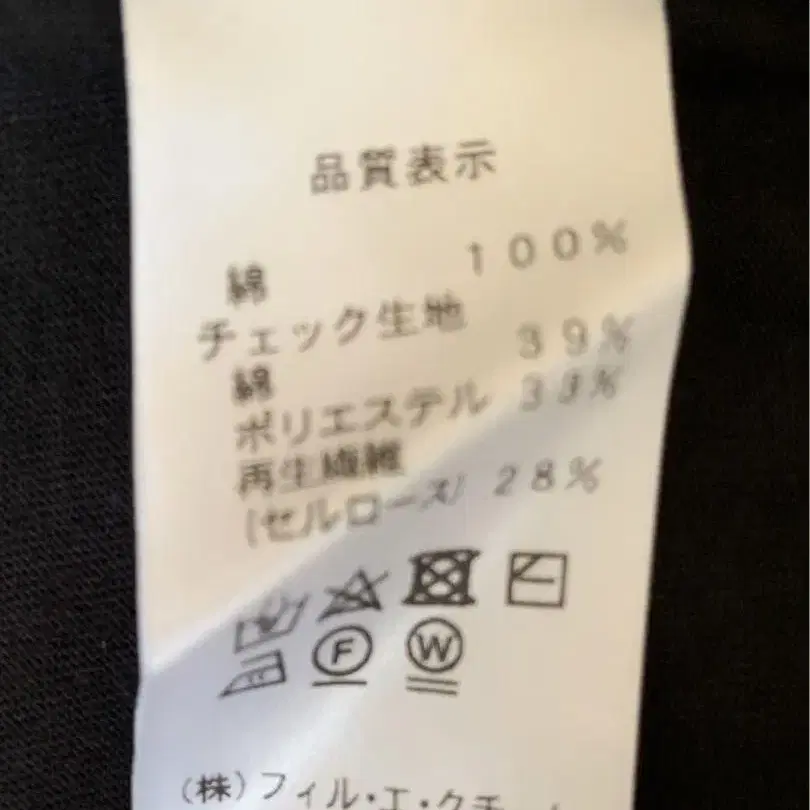 品質表示
綿 100%
チェック生地
綿 39%
ポリエステル 33%
再生繊維
(セルロース) 28%
F W
(株)フィル・エ・クチ